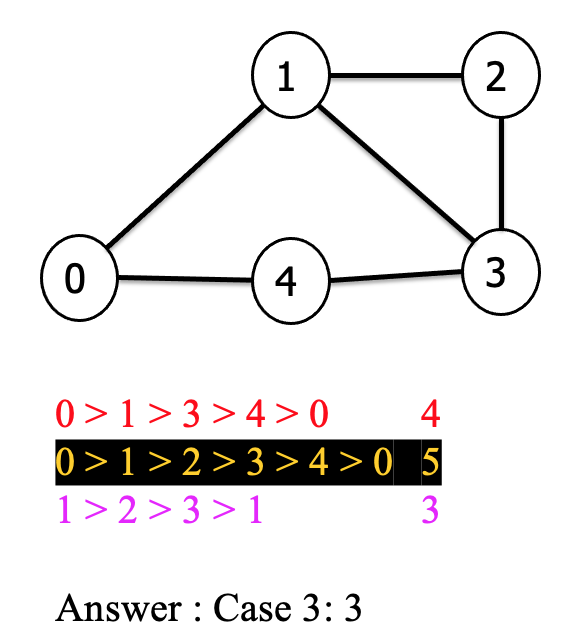 1 2
0 4 3
0 > 1 > 3 > 4 > 0 4
0 > 1 > 2 > 3 > 4 > 0 5
1 > 2 > 3 > 1 3
Answer : Case 3: 3